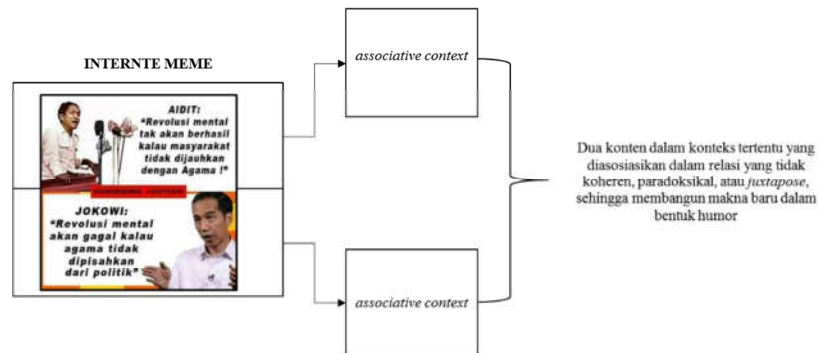 INTERNTE MEME
AIDIT:
"Revolusi mental
tak akan berhasil
kalau masyarakat
tidak dijauhkan
dengan Agama !"
JOKOWI:
"Revolusi mental
akan gagal kalau
agama tidak
dipisahkan
dari politik"
associative context
associative context
Dua konten dalam konteks tertentu yang
diasosiasikan dalam relasi yang tidak
koheren, paradoksikal, atau juxtapose,
sehingga membangun makna baru dalam
bentuk humor